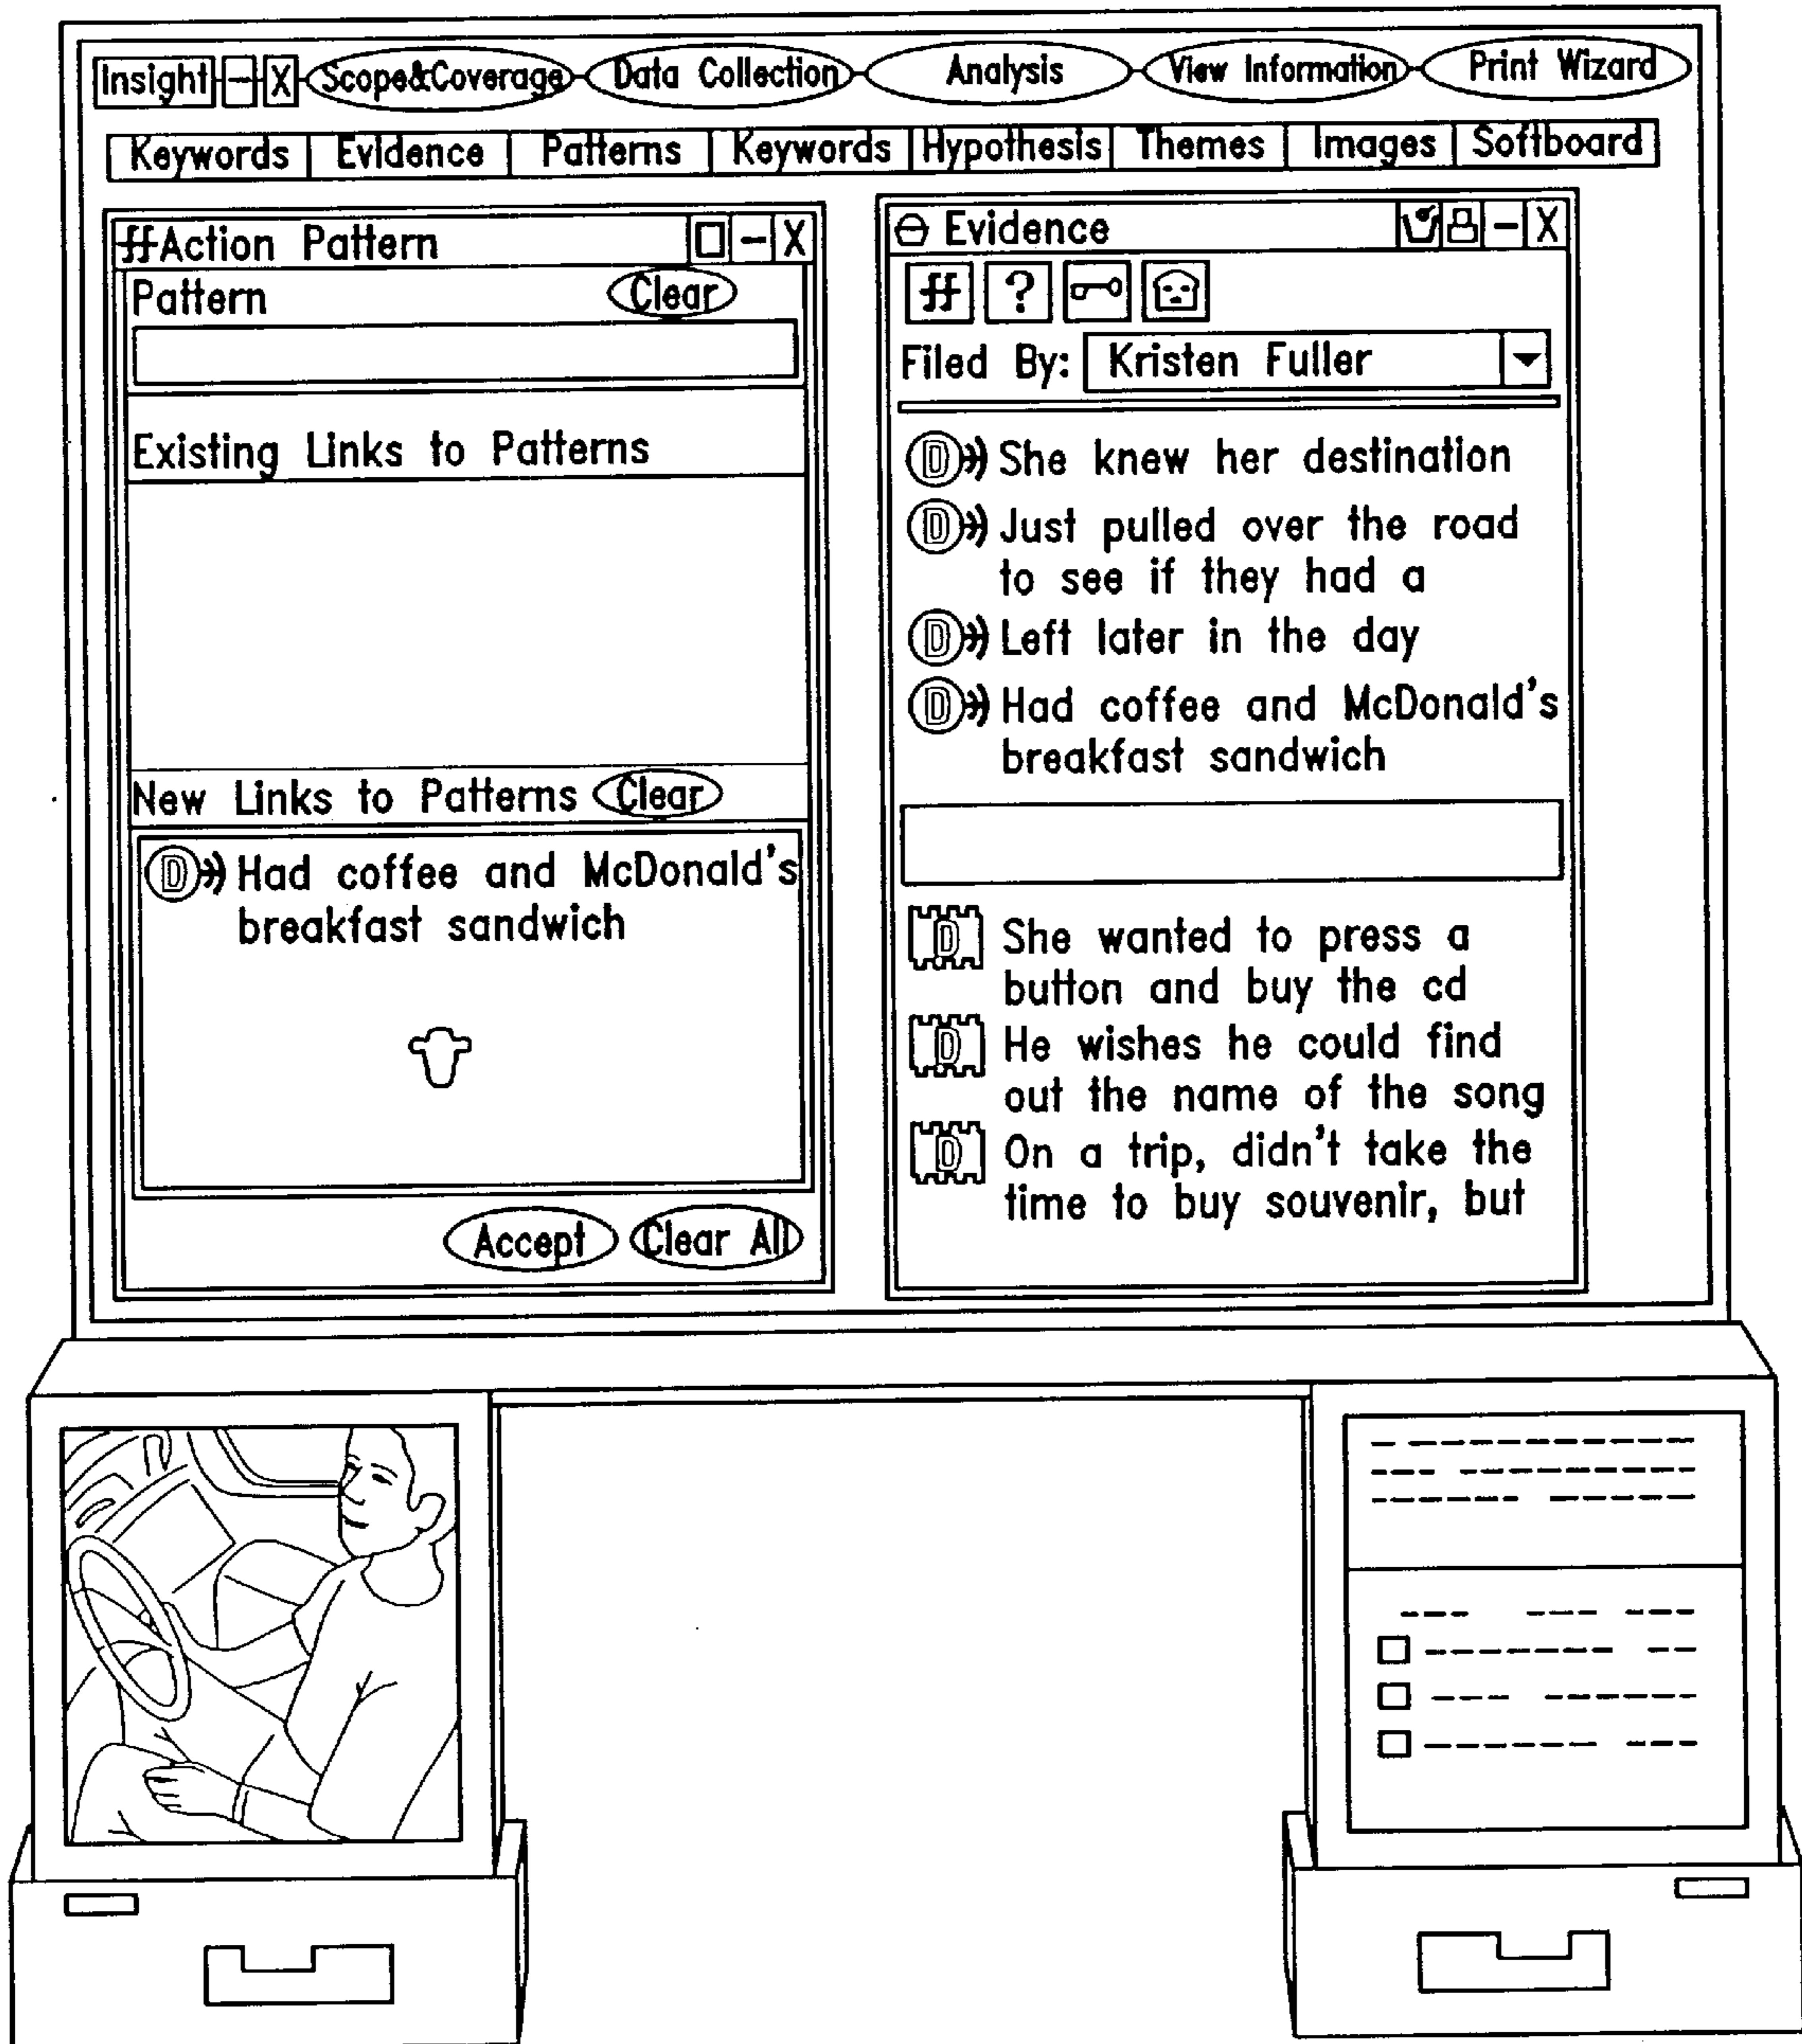 Insight — X Scope&Coverage Data Collection Analysis View Information Print Wizard
Keywords Evidence Patterns Keywords Hypothesis Themes Images Softboard
ffAction Pattern — X
Pattern Clear
Existing Links to Patterns
New Links to Patterns Clear
D Had coffee and McDonald's
breakfast sandwich
Accept Clear All
Evidence — X
ff ?
Filed By: Kristen Fuller
D She knew her destination
D Just pulled over the road
to see if they had a
D Left later in the day
D Had coffee and McDonald's
breakfast sandwich
D She wanted to press a
button and buy the cd
D He wishes he could find
out the name of the song
D On a trip, didn't take the
time to buy souvenir, but